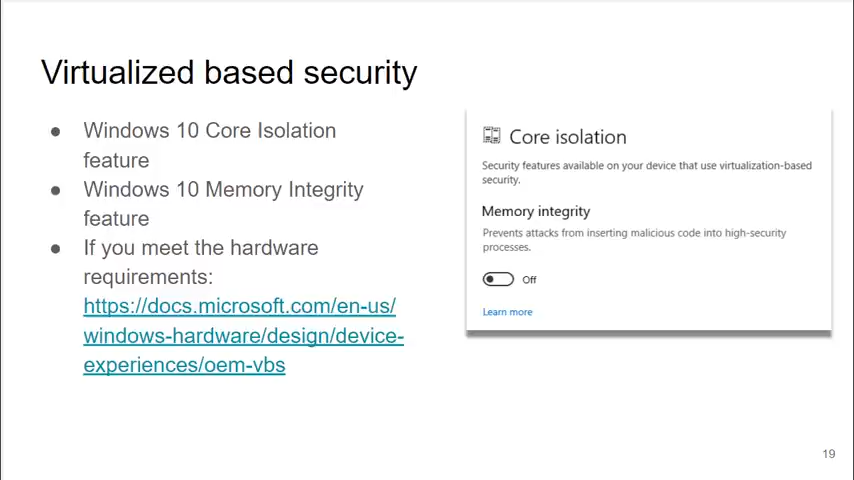 Virtualized based security
● Windows 10 Core Isolation
feature
● Windows 10 Memory Integrity
feature
● If you meet the hardware
requirements:
https://docs.microsoft.com/en-us/
windows-hardware/design/device-
experiences/oem-vbs
Core isolation
Security features available on your device that use virtualization-based
security.
Memory integrity
Prevents attacks from inserting malicious code into high-security
processes.
Off
Learn more
19